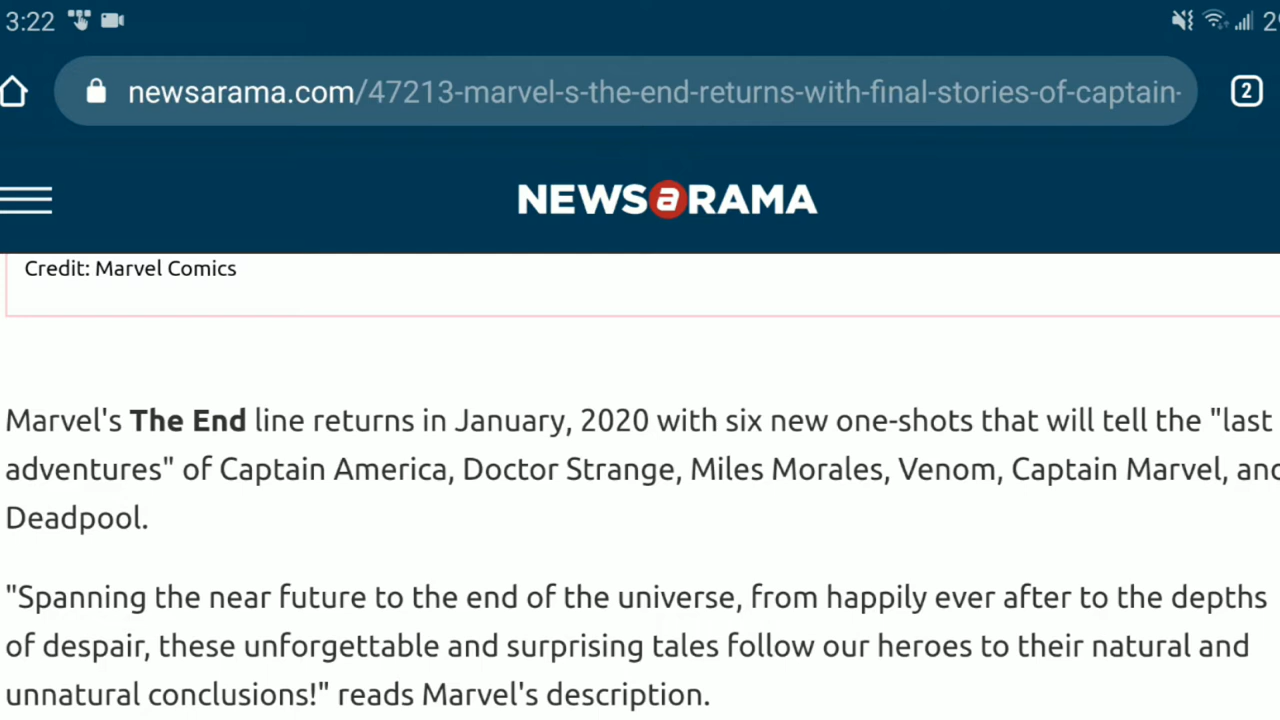 3:22 29
newsarama.com/47213-marvel-s-the-end-returns-with-final-stories-of-captain- 2
NEWSaRAMA
Credit: Marvel Comics
Marvel's The End line returns in January, 2020 with six new one-shots that will tell the "last
adventures" of Captain America, Doctor Strange, Miles Morales, Venom, Captain Marvel, and
Deadpool.
"Spanning the near future to the end of the universe, from happily ever after to the depths
of despair, these unforgettable and surprising tales follow our heroes to their natural and
unnatural conclusions!" reads Marvel's description.